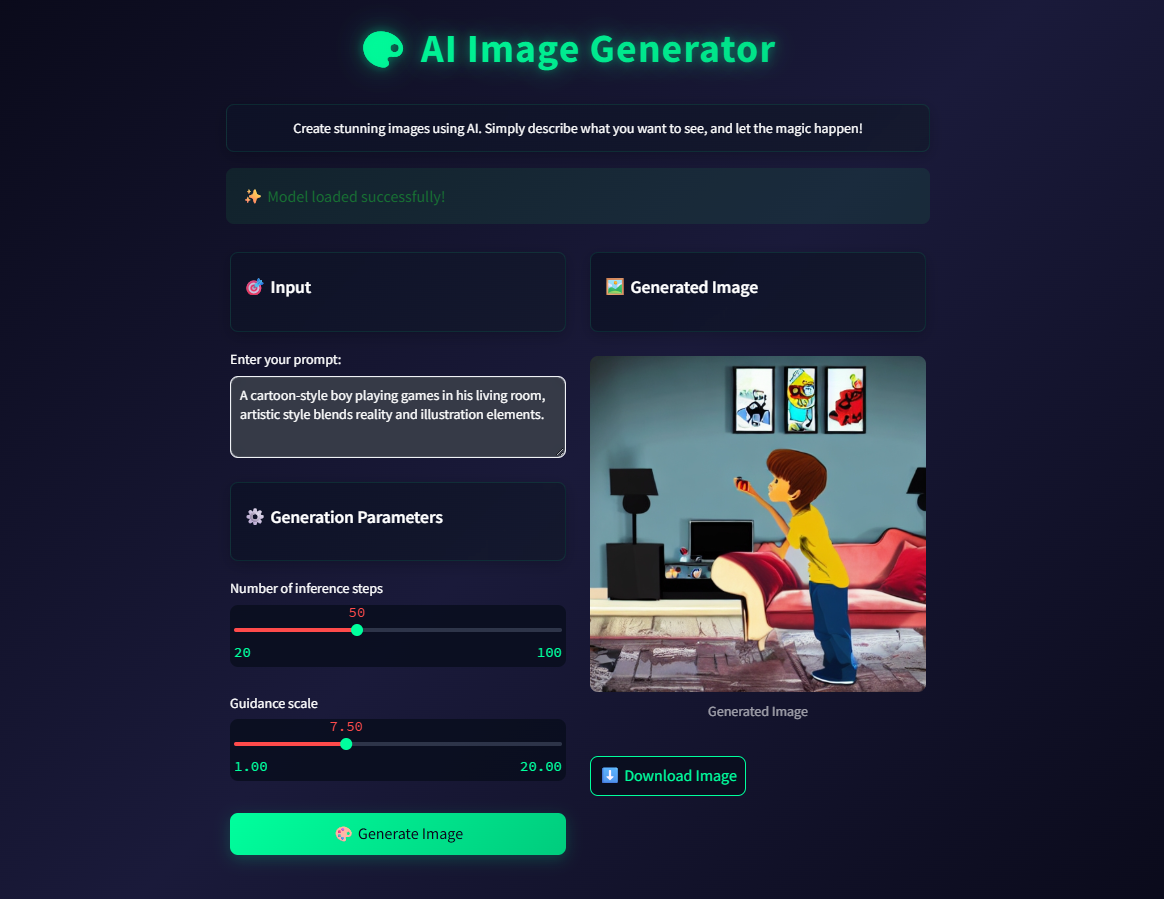 AI Image Generator
Create stunning images using AI. Simply describe what you want to see, and let the magic happen!
✨ Model loaded successfully!
🎯 Input
Enter your prompt:
A cartoon-style boy playing games in his living room,
artistic style blends reality and illustration elements.
⚙️ Generation Parameters
Number of inference steps
50
20 100
Guidance scale
7.50
1.00 20.00
🎨 Generate Image
🖼️ Generated Image
Generated Image
⬇️ Download Image